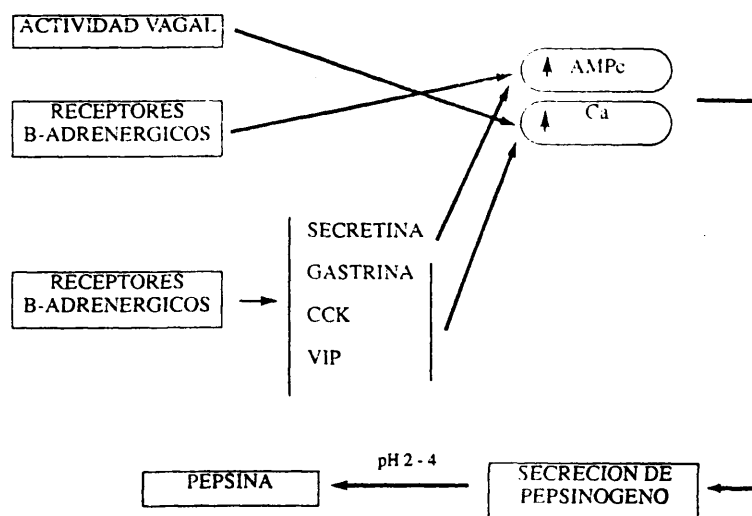 ACTIVIDAD VAGAL
AMPc
RECEPTORES
B-ADRENERGICOS
Ca
SECRETINA
GASTRINA
CCK
VIP
RECEPTORES
B-ADRENERGICOS
pH 2 - 4
PEPSINA
SECRECION DE
PEPSINOGENO